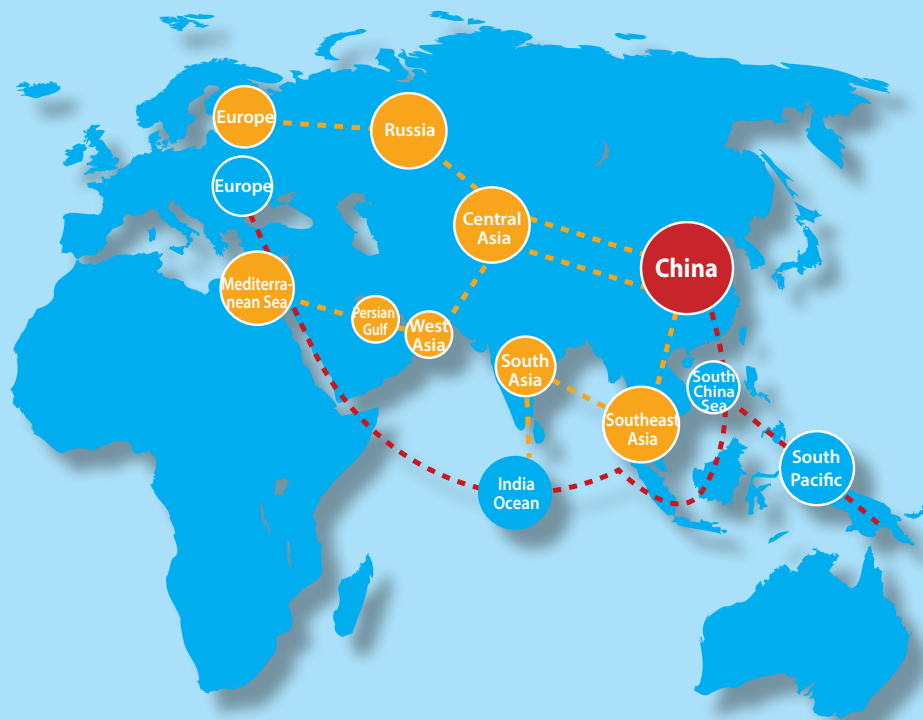 Europe
Russia
Europe
Central
Asia
China
Mediterra-
nean Sea
Persian
Gulf
West
Asia
South
Asia
South
China
Sea
Southeast
Asia
South
Pacific
India
Ocean